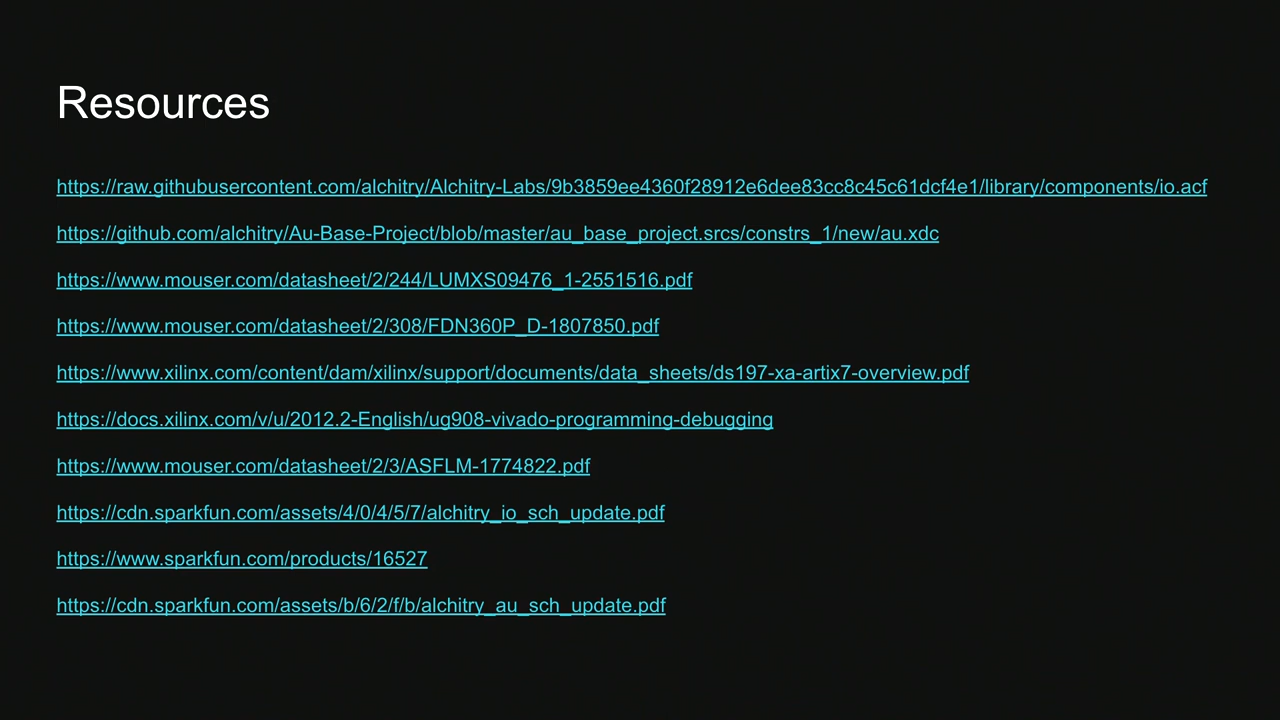 Resources
https://raw.githubusercontent.com/alchitry/Alchitry-Labs/9b3859ee4360f28912e6dee83cc8c45c61dcf4e1/library/components/io.acf
https://github.com/alchitry/Au-Base-Project/blob/master/au_base_project.srcs/constrs_1/new/au.xdc
https://www.mouser.com/datasheet/2/244/LUMXS09476_1-2551516.pdf
https://www.mouser.com/datasheet/2/308/FDN360P_D-1807850.pdf
https://www.xilinx.com/content/dam/xilinx/support/documents/data_sheets/ds197-xa-artix7-overview.pdf
https://docs.xilinx.com/v/u/2012.2-English/ug908-vivado-programming-debugging
https://www.mouser.com/datasheet/2/3/ASFLM-1774822.pdf
https://cdn.sparkfun.com/assets/4/0/4/5/7/alchitry_io_sch_update.pdf
https://www.sparkfun.com/products/16527
https://cdn.sparkfun.com/assets/b/6/2/f/b/alchitry_au_sch_update.pdf